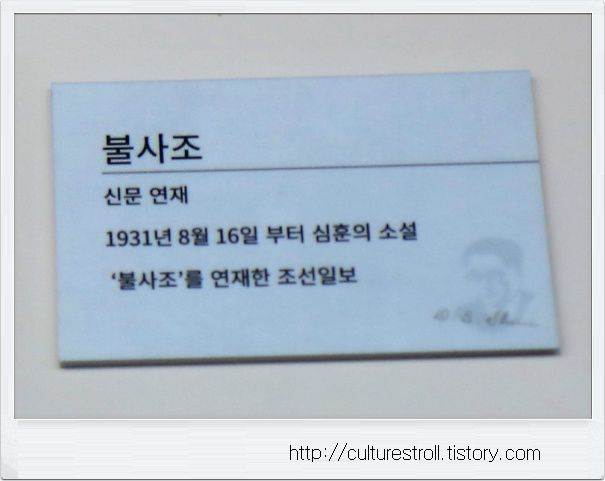 불사조
신문 연재
1931년 8월 16일 부터 심훈의 소설
‘불사조’를 연재한 조선일보
http://culturestroll.tistory.com